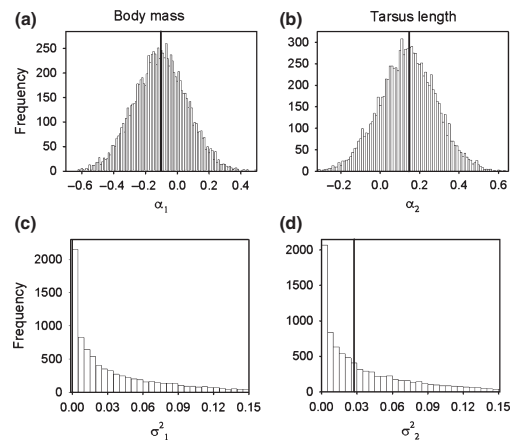 (a) Body mass
(b) Tarsus length
Frequency
250
200
150
100
50
0
−0.6 −0.4 −0.2 0.0 0.2 0.4
α1
300
250
200
150
100
50
0
−0.2 0.0 0.2 0.4 0.6
α2
(c)
Frequency
2000
1500
1000
500
0
0.00 0.03 0.06 0.09 0.12 0.15
σ²1
(d)
2000
1500
1000
500
0
0.00 0.03 0.06 0.09 0.12 0.15
σ²2